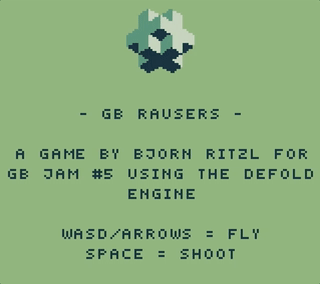 - GB RAUSERS -
A GAME BY BJORN RITZL FOR
GB JAM #5 USING THE DEFOLD
ENGINE
WASD/ARROWS = FLY
SPACE = SHOOT